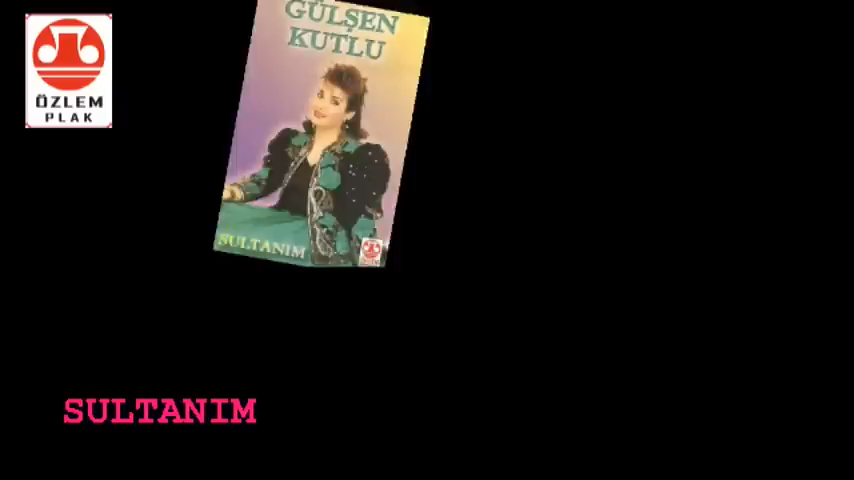 ÖZLEM
PLAK
GÜLŞEN
KUTLU
SULTANIM
SULTANIM